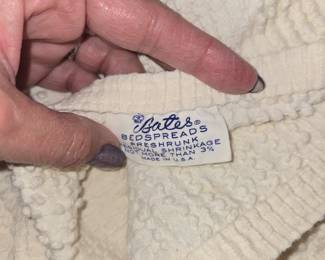 Bates®
BEDSPREADS
PRESHRUNK
RESIDUAL SHRINKAGE
NOT MORE THAN 3%
MADE IN U.S.A.